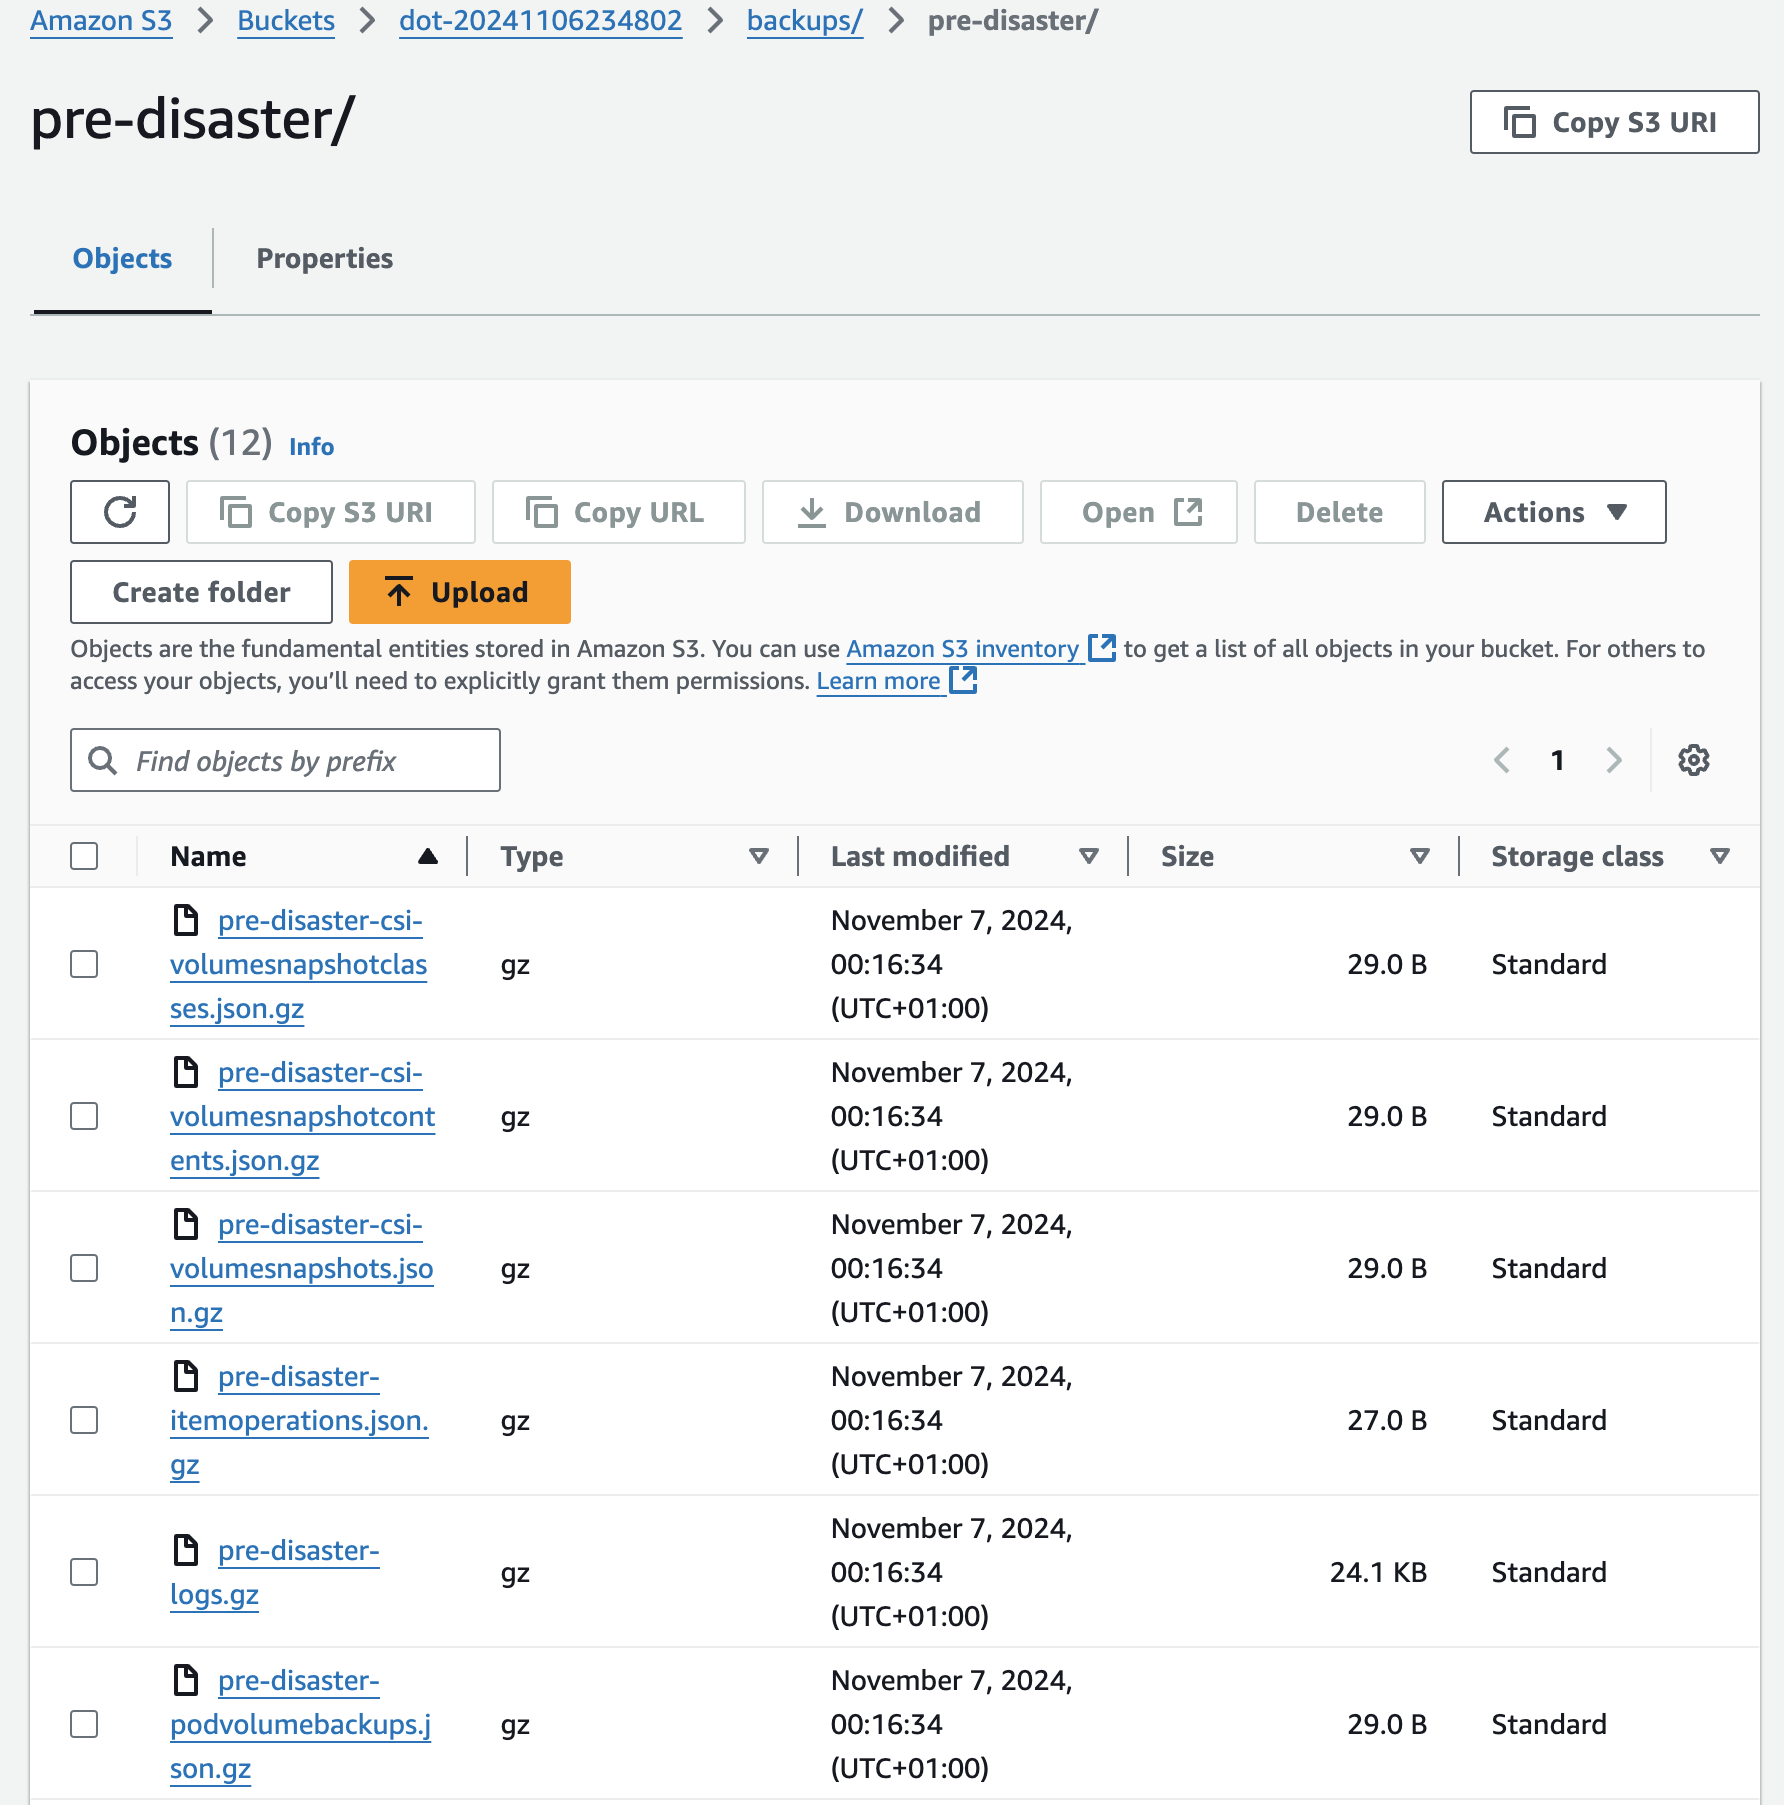 Amazon S3 > Buckets > dot-20241106234802 > backups/ > pre-disaster/
pre-disaster/
Copy S3 URI
Objects
Properties
Objects (12) Info
Copy S3 URI
Copy URL
Download
Open
Delete
Actions
Create folder
Upload
Objects are the fundamental entities stored in Amazon S3. You can use Amazon S3 inventory to get a list of all objects in your bucket. For others to
access your objects, you’ll need to explicitly grant them permissions. Learn more
Find objects by prefix
1
Name
Type
Last modified
Size
Storage class
pre-disaster-csi-
volumesnapshotclas
ses.json.gz
gz
November 7, 2024,
00:16:34
(UTC+01:00)
29.0 B
Standard
pre-disaster-csi-
volumesnapshotcont
ents.json.gz
gz
November 7, 2024,
00:16:34
(UTC+01:00)
29.0 B
Standard
pre-disaster-csi-
volumesnapshots.jso
n.gz
gz
November 7, 2024,
00:16:34
(UTC+01:00)
29.0 B
Standard
pre-disaster-
itemoperations.json.
gz
gz
November 7, 2024,
00:16:34
(UTC+01:00)
27.0 B
Standard
pre-disaster-
logs.gz
gz
November 7, 2024,
00:16:34
(UTC+01:00)
24.1 KB
Standard
pre-disaster-
podvolumebackups.j
son.gz
gz
November 7, 2024,
00:16:34
(UTC+01:00)
29.0 B
Standard